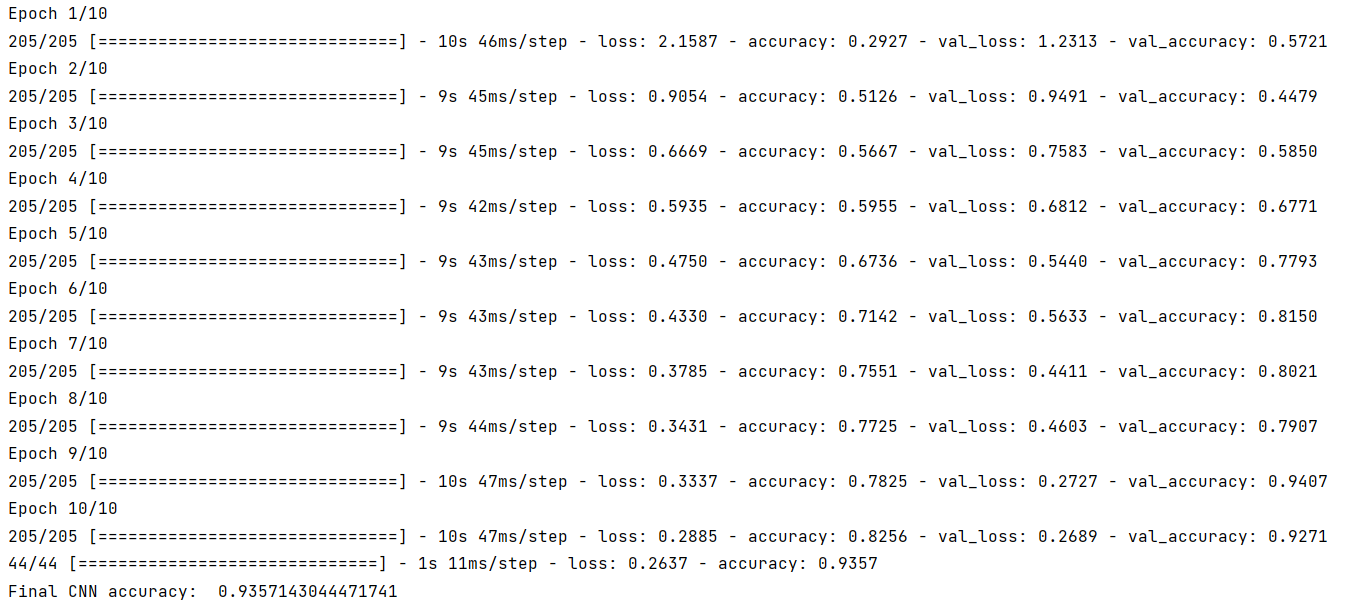 Epoch 1/10
205/205 [==============================] - 10s 46ms/step - loss: 2.1587 - accuracy: 0.2927 - val_loss: 1.2313 - val_accuracy: 0.5721
Epoch 2/10
205/205 [==============================] - 9s 45ms/step - loss: 0.9054 - accuracy: 0.5126 - val_loss: 0.9491 - val_accuracy: 0.4479
Epoch 3/10
205/205 [==============================] - 9s 45ms/step - loss: 0.6669 - accuracy: 0.5667 - val_loss: 0.7583 - val_accuracy: 0.5850
Epoch 4/10
205/205 [==============================] - 9s 42ms/step - loss: 0.5935 - accuracy: 0.5955 - val_loss: 0.6812 - val_accuracy: 0.6771
Epoch 5/10
205/205 [==============================] - 9s 43ms/step - loss: 0.4750 - accuracy: 0.6736 - val_loss: 0.5440 - val_accuracy: 0.7793
Epoch 6/10
205/205 [==============================] - 9s 43ms/step - loss: 0.4330 - accuracy: 0.7142 - val_loss: 0.5633 - val_accuracy: 0.8150
Epoch 7/10
205/205 [==============================] - 9s 43ms/step - loss: 0.3785 - accuracy: 0.7551 - val_loss: 0.4411 - val_accuracy: 0.8021
Epoch 8/10
205/205 [==============================] - 9s 44ms/step - loss: 0.3431 - accuracy: 0.7725 - val_loss: 0.4603 - val_accuracy: 0.7907
Epoch 9/10
205/205 [==============================] - 10s 47ms/step - loss: 0.3337 - accuracy: 0.7825 - val_loss: 0.2727 - val_accuracy: 0.9407
Epoch 10/10
205/205 [==============================] - 10s 47ms/step - loss: 0.2885 - accuracy: 0.8256 - val_loss: 0.2689 - val_accuracy: 0.9271
44/44 [==============================] - 1s 11ms/step - loss: 0.2637 - accuracy: 0.9357
Final CNN accuracy:  0.9357143044471741